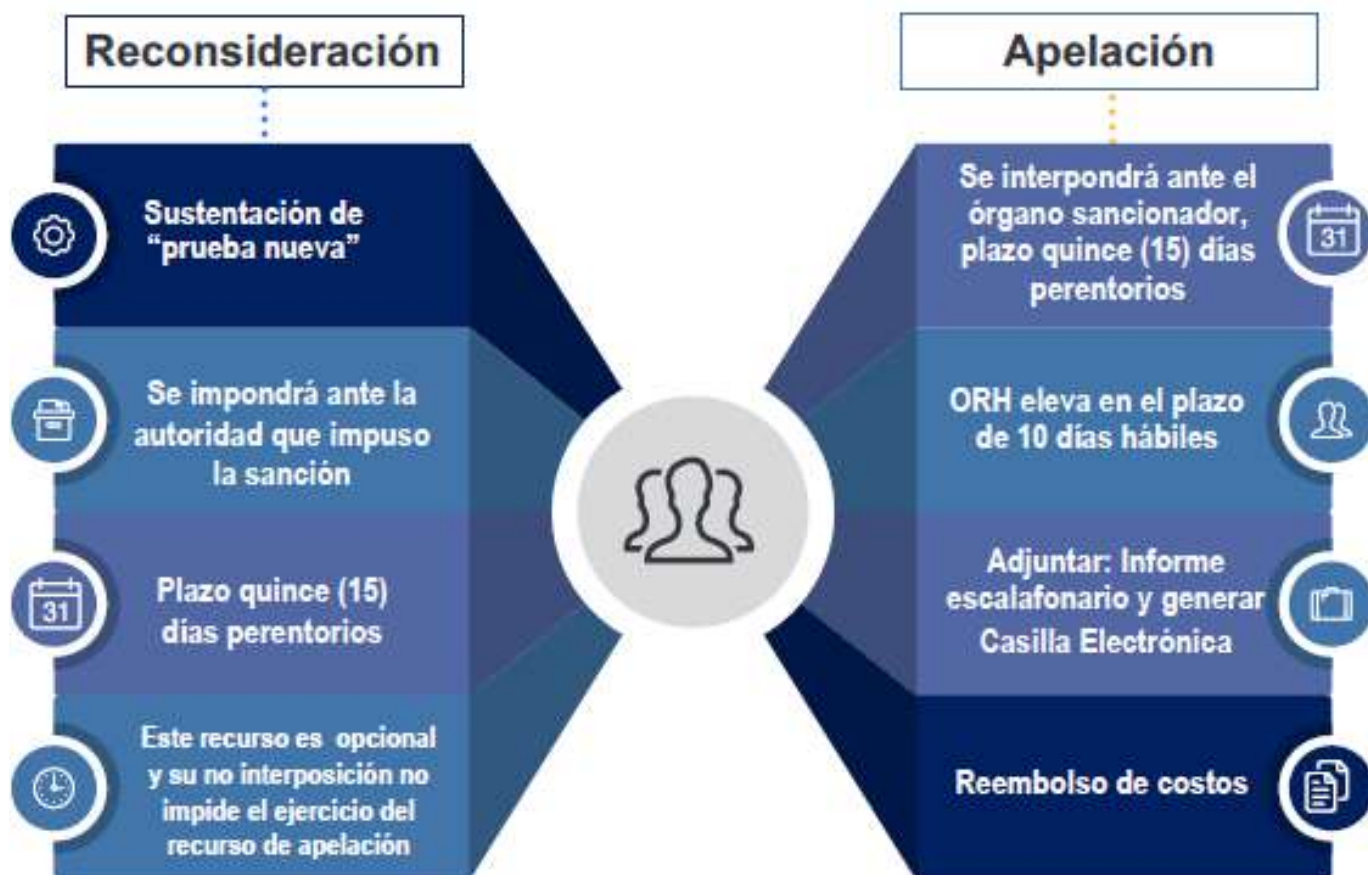 Reconsideración
Sustentación de
“prueba nueva”
Se impondrá ante la
autoridad que impuso
la sanción
31
Plazo quince (15)
días perentorios
Este recurso es opcional
y su no interposición no
impide el ejercicio del
recurso de apelación
Apelación
Se interpondrá ante el
órgano sancionador,
plazo quince (15) días
perentorios
31
ORH eleva en el plazo
de 10 días hábiles
Adjuntar: Informe
escalafonario y generar
Casilla Electrónica
Reembolso de costos